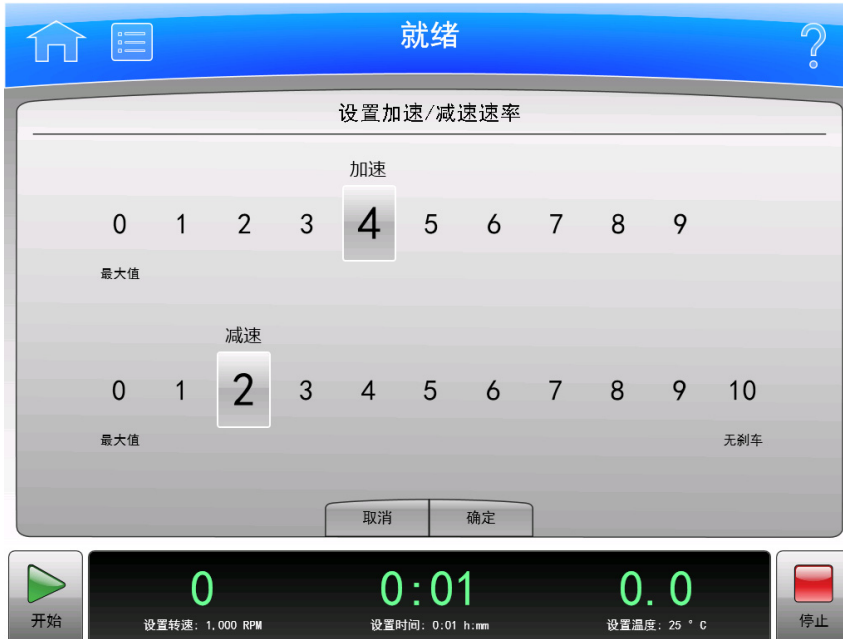 就绪
设置加速/减速速率
加速
0 1 2 3 4 5 6 7 8 9
最大值
减速
0 1 2 3 4 5 6 7 8 9 10
最大值 无刹车
取消 确定
0 0:01 0.0
开始 设置转速: 1,000 RPM 设置时间: 0:01 h:mm 设置温度: 25 °C 停止